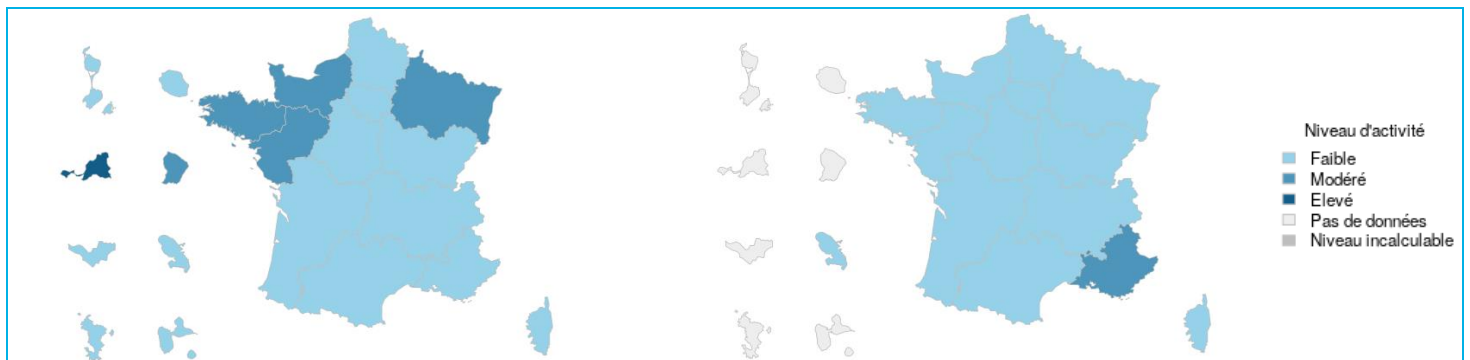 Niveau d'activité
Faible
Modéré
Elevé
Pas de données
Niveau incalculable